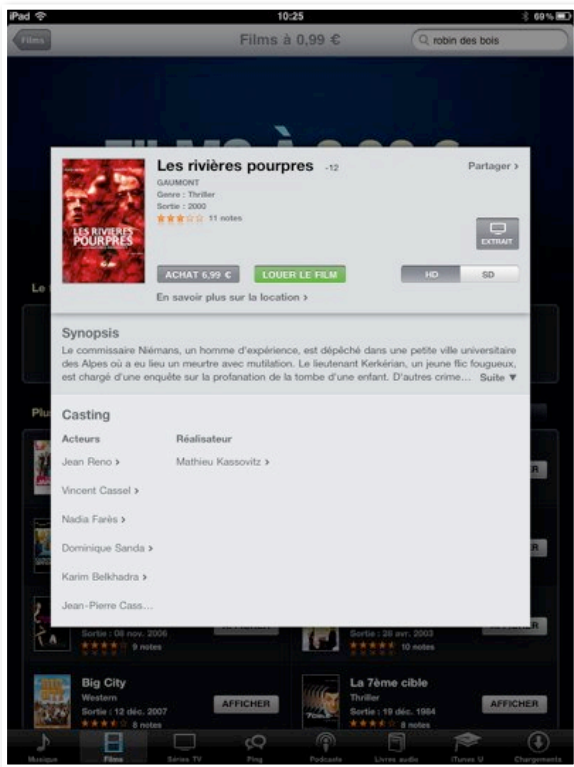 iPad 10:25 69%
Films Films à 0,99 € robin des bois
FILMS À 0,99 €
Les rivières pourpres -12 Partager >
GAUMONT
Genre : Thriller
Sortie : 2000
11 notes
LES RIVIERES
POURPRES
EXTRAIT
ACHAT 6,99 € LOUER LE FILM HD SD
En savoir plus sur la location >
Le
Synopsis
Le commissaire Niémans, un homme d'expérience, est dépêché dans une petite ville universitaire
des Alpes où a eu lieu un meurtre avec mutilation. Le lieutenant Kerkérian, un jeune flic fougueux,
est chargé d'une enquête sur la profanation de la tombe d'une enfant. D'autres crime... Suite ▼
Plu
Casting
Acteurs Réalisateur
Jean Reno > Mathieu Kassovitz >
Vincent Cassel >
Nadia Farès >
Dominique Sanda >
Karim Belkhadra >
Jean-Pierre Cass...
Sortie : 08 nov. 2006 Sortie : 28 avr. 2003
9 notes 10 notes
Big City La 7ème cible
Western Thriller
AFFICHER AFFICHER
Sortie : 12 déc. 2007 Sortie : 19 déc. 1984
8 notes 8 notes
Musique Films Séries TV Ping Podcasts Livres audio iTunes U Chargements